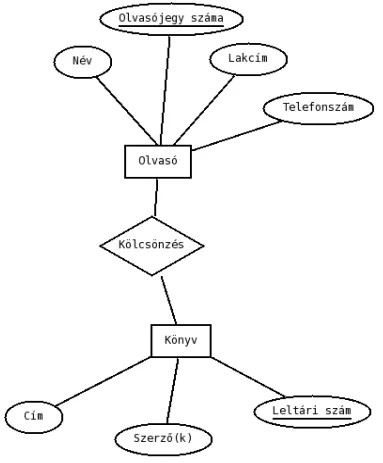 Olvasójegy száma
Név
Lakcím
Telefonszám
Olvasó
Kölcsönzés
Könyv
Cím
Szerző(k)
Leltári szám